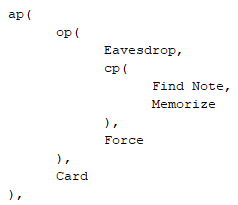 ap(
op(
Eavesdrop,
cp(
Find Note,
Memorize
),
Force
),
Card
),